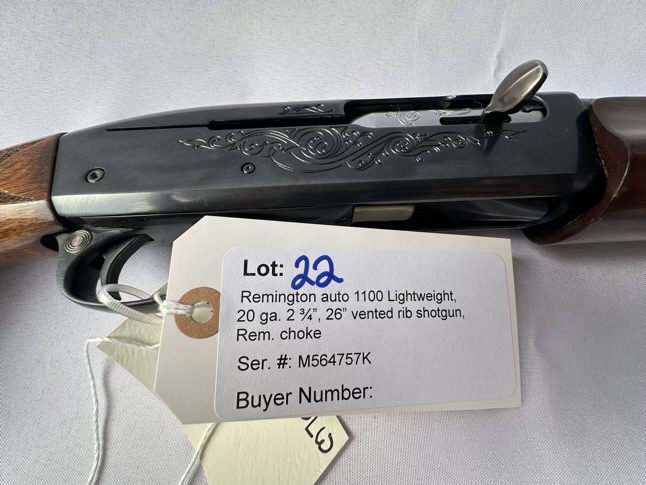 Lot: 22
Remington auto 1100 Lightweight,
20 ga. 2 ¾”, 26” vented rib shotgun,
Rem. choke
Ser. #: M564757K
Buyer Number: